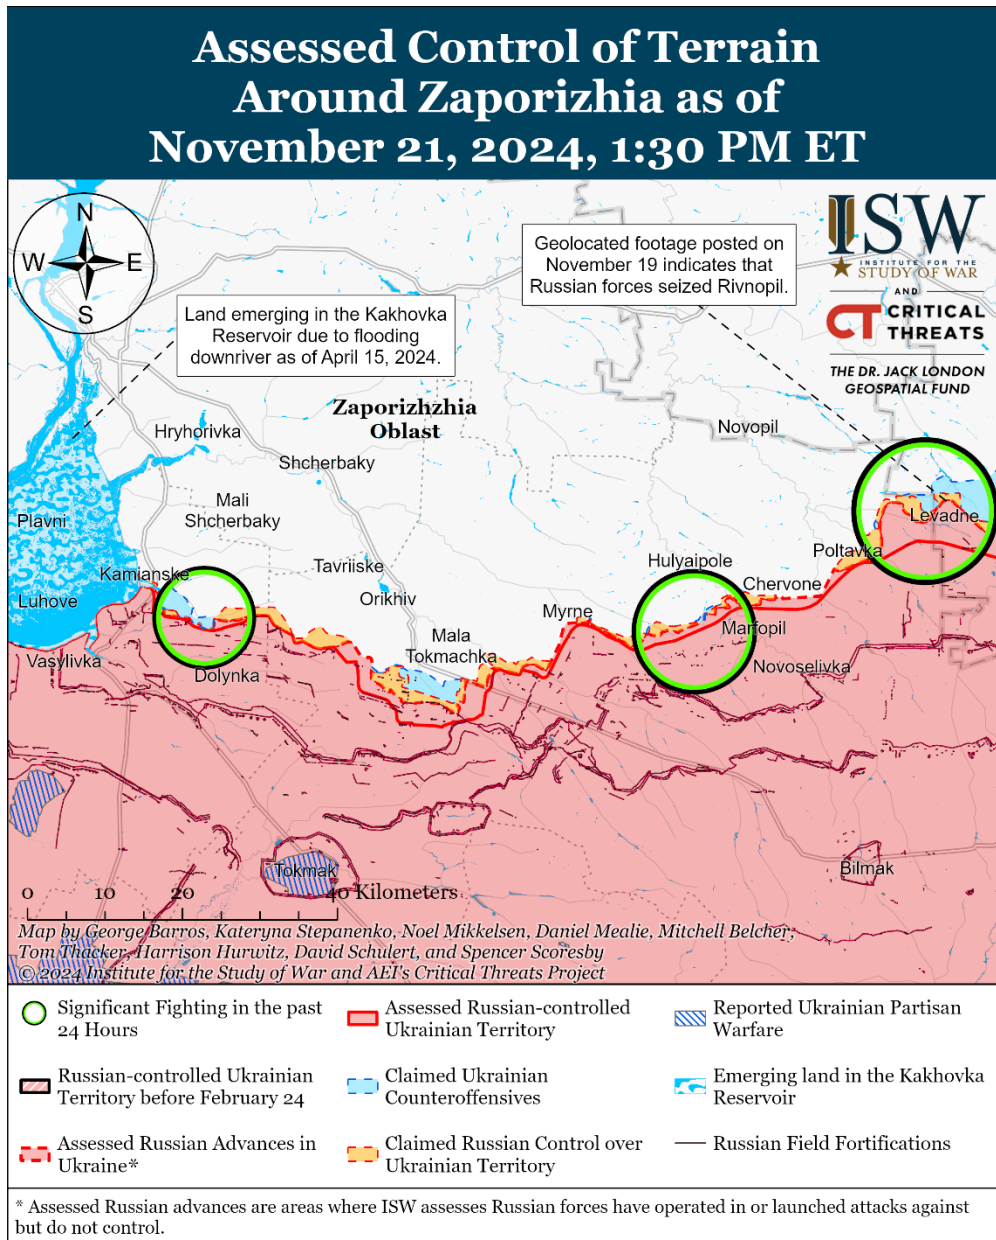 Assessed Control of Terrain
Around Zaporizhia as of
November 21, 2024, 1:30 PM ET
N
W E
S
ISW
INSTITUTE FOR THE
STUDY OF WAR
AND
CT CRITICAL
THREATS
THE DR. JACK LONDON
GEOSPATIAL FUND
Geolocated footage posted on
November 19 indicates that
Russian forces seized Rivnopil.
Land emerging in the Kakhovka
Reservoir due to flooding
downriver as of April 15, 2024.
Zaporizhzhia
Oblast
Hryhorivka
Novopil
Shcherbaky
Mali
Shcherbaky
Plavni
Levadne
Poltavka
Hulyaipole
Tavriiske
Kamianske
Chervone
Orikhiv
Luhove
Myrne
Marfopil
Mala
Tokmachka
Vasylivka
Novoselivka
Dolynka
Tokmak
Bilmak
0 10 20 40 Kilometers
Map by George Barros, Kateryna Stepanenko, Noel Mikkelsen, Daniel Mealie, Mitchell Belcher,
Tom Thacker, Harrison Hurwitz, David Schulert, and Spencer Scoresby
© 2024 Institute for the Study of War and AEI's Critical Threats Project
Significant Fighting in the past
24 Hours
Assessed Russian-controlled
Ukrainian Territory
Reported Ukrainian Partisan
Warfare
Russian-controlled Ukrainian
Territory before February 24
Claimed Ukrainian
Counteroffensives
Emerging land in the Kakhovka
Reservoir
Assessed Russian Advances in
Ukraine*
Claimed Russian Control over
Ukrainian Territory
Russian Field Fortifications
* Assessed Russian advances are areas where ISW assesses Russian forces have operated in or launched attacks against
but do not control.